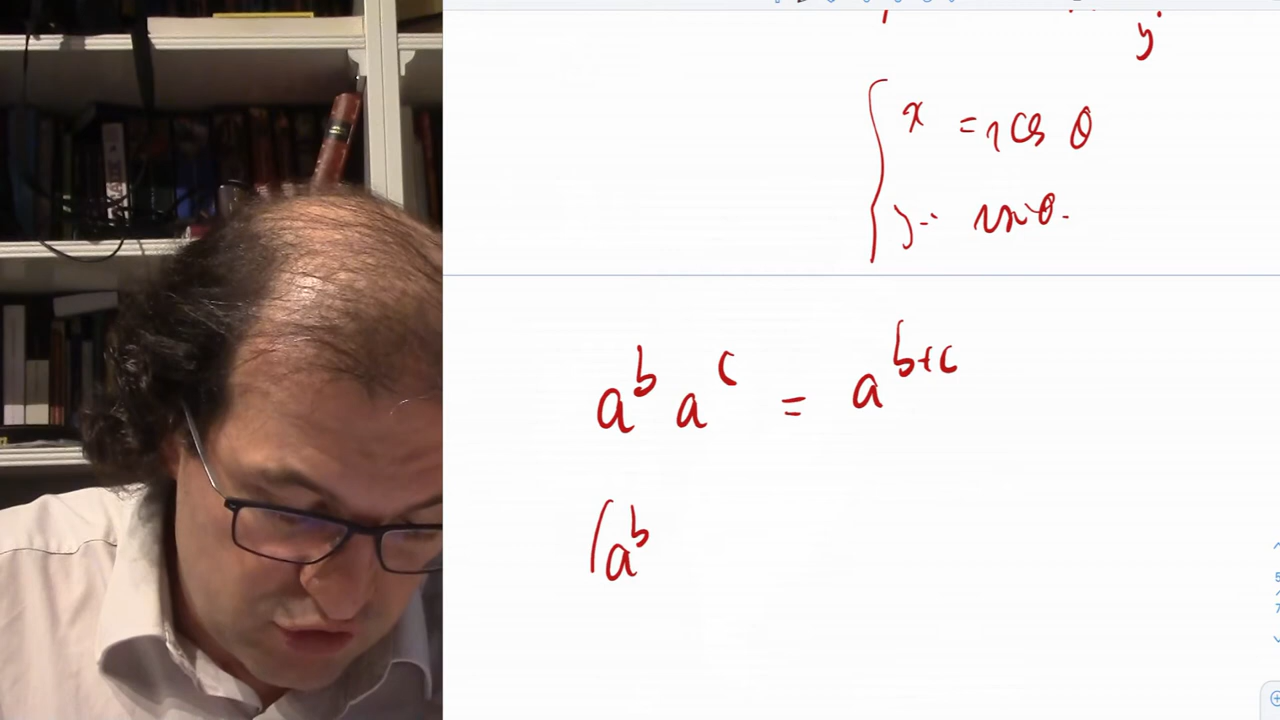 y
{ x = r cos θ
y = r sin θ.
a^b a^c = a^{b+c}
(a^b